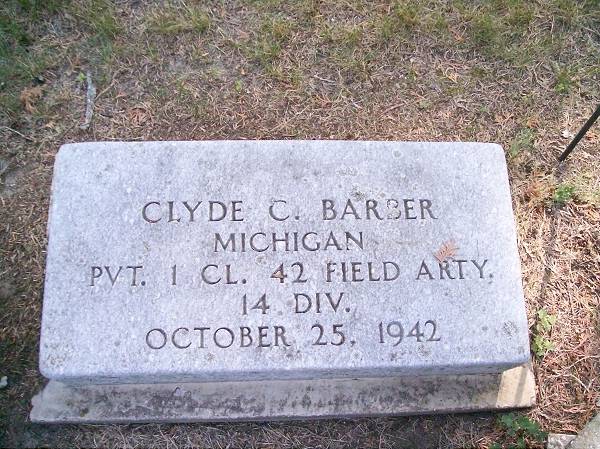 CLYDE C. BARBER
MICHIGAN
PVT. 1 CL. 42 FIELD ARTY.
14 DIV.
OCTOBER 25. 1942